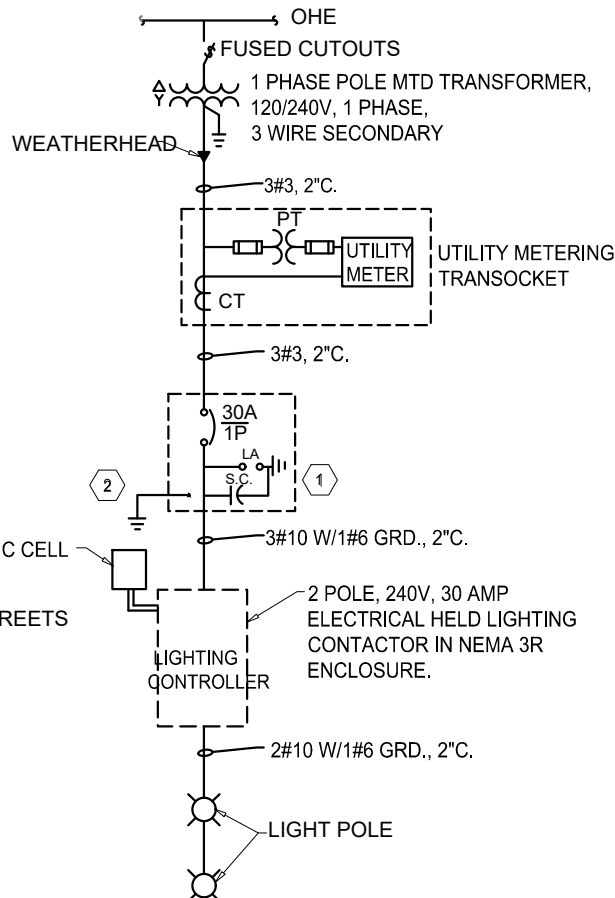 OHE
FUSED CUTOUTS
1 PHASE POLE MTD TRANSFORMER,
120/240V, 1 PHASE,
3 WIRE SECONDARY
Δ
Y
WEATHERHEAD
3#3, 2"C.
PT
UTILITY
METER
UTILITY METERING
TRANSOCKET
CT
3#3, 2"C.
30A
1P
LA
S.C.
1
2
3#10 W/1#6 GRD., 2"C.
C CELL
REETS
2 POLE, 240V, 30 AMP
ELECTRICAL HELD LIGHTING
CONTACTOR IN NEMA 3R
ENCLOSURE.
LIGHTING
CONTROLLER
2#10 W/1#6 GRD., 2"C.
LIGHT POLE